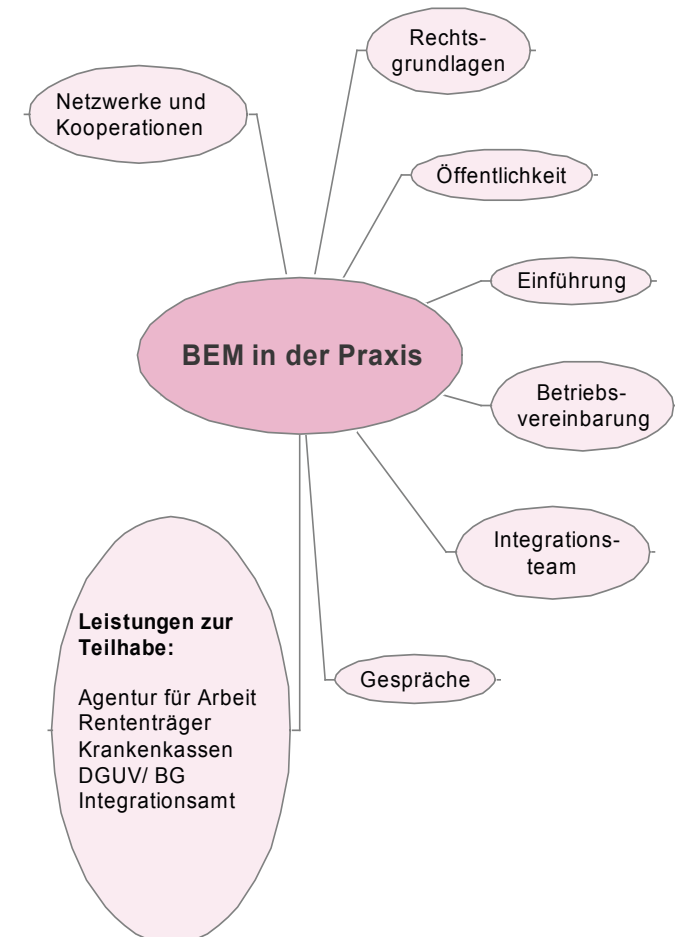 Rechts-
grundlagen
Netzwerke und
Kooperationen
Öffentlichkeit
Einführung
BEM in der Praxis
Betriebs-
vereinbarung
Integrations-
team
Leistungen zur
Teilhabe:
Agentur für Arbeit
Rententräger
Krankenkassen
DGUV/ BG
Integrationsamt
Gespräche